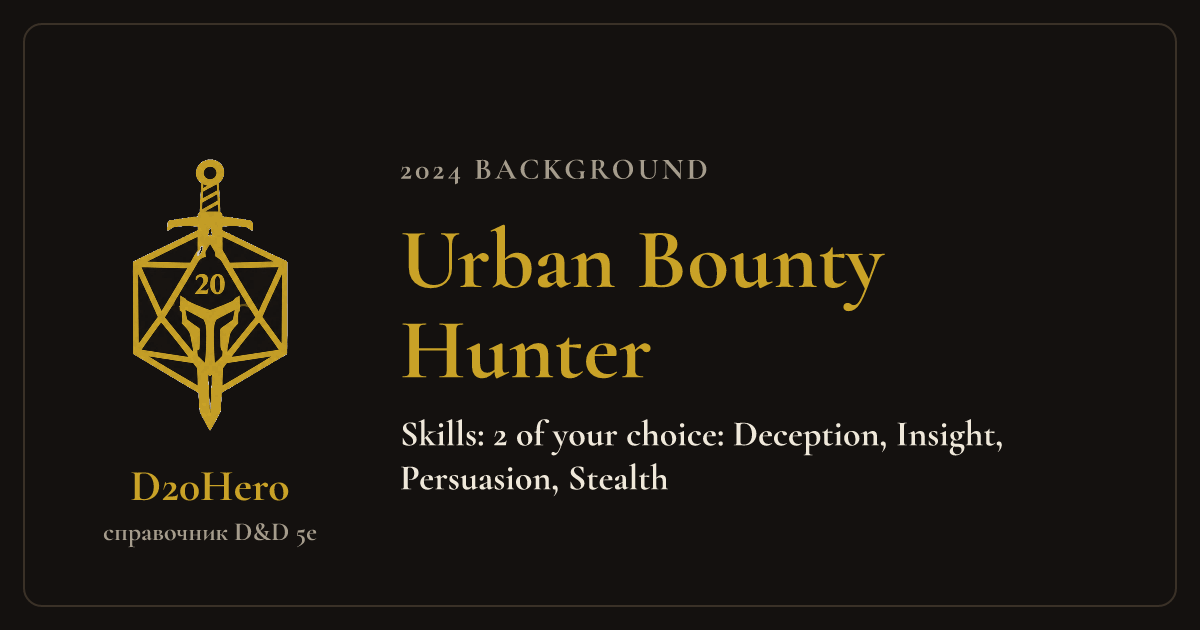 20
D20Hero
справочник D&D 5e
2024 BACKGROUND
Urban Bounty
Hunter
Skills: 2 of your choice: Deception, Insight,
Persuasion, Stealth